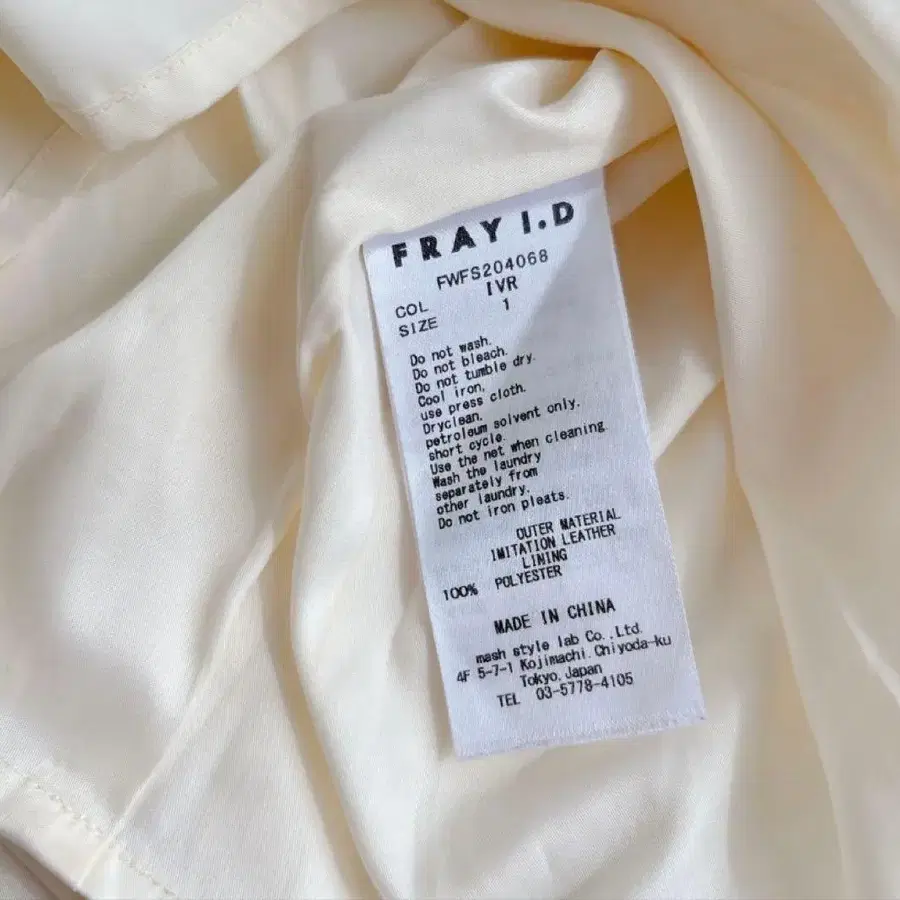 FRAY I.D
FWFS204068
COL IVR
SIZE 1
Do not wash.
Do not bleach.
Do not tumble dry.
Cool iron,
use press cloth.
Dryclean,
petroleum solvent only.
short cycle.
Use the net when cleaning.
Wash the laundry
separately from
other laundry.
Do not iron pleats.
OUTER MATERIAL
IMITATION LEATHER
LINING
100% POLYESTER
MADE IN CHINA
mash style lab Co.,Ltd.
4F 5-7-1 Kojimachi, Chiyoda-ku
Tokyo, Japan
TEL 03-5778-4105